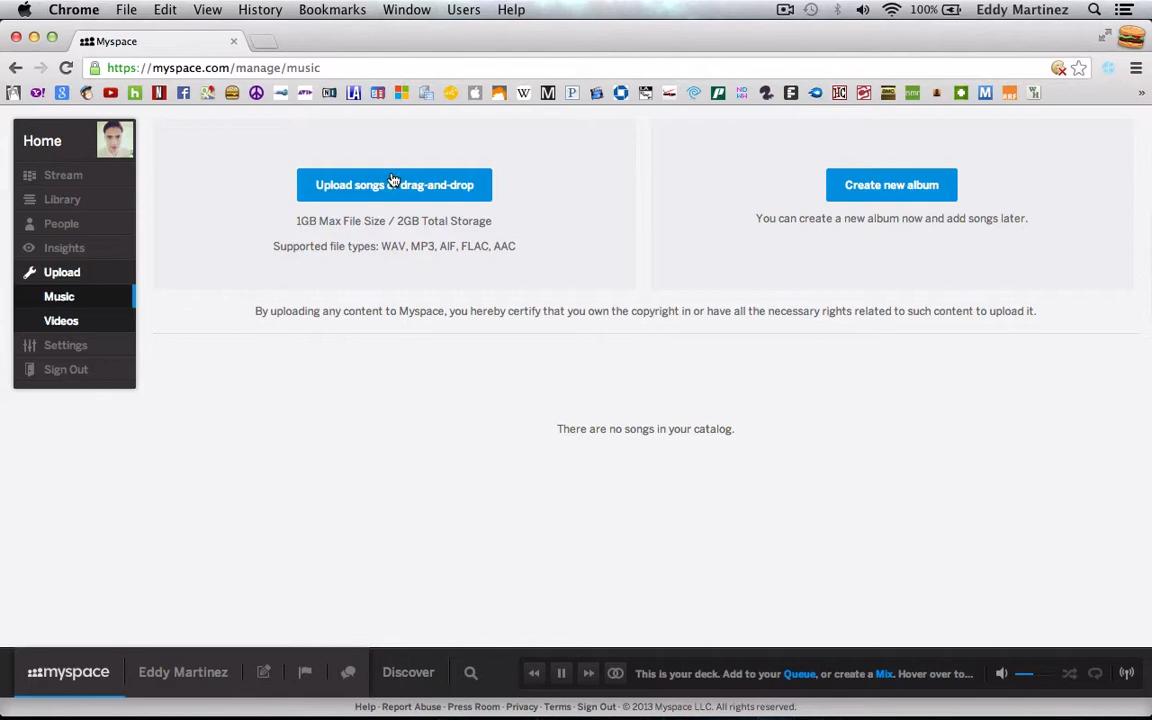 Chrome File Edit View History Bookmarks Window Users Help 100% Eddy Martinez
Myspace
https://myspace.com/manage/music
Home
Stream
Library
People
Insights
Upload
Music
Videos
Settings
Sign Out
Upload songs drag-and-drop
1GB Max File Size / 2GB Total Storage
Supported file types: WAV, MP3, AIF, FLAC, AAC
Create new album
You can create a new album now and add songs later.
By uploading any content to Myspace, you hereby certify that you own the copyright in or have all the necessary rights related to such content to upload it.
There are no songs in your catalog.
myspace Eddy Martinez Discover This is your deck. Add to your Queue, or create a Mix. Hover over to...
Help · Report Abuse · Press Room · Privacy · Terms · Sign Out · © 2013 Myspace LLC. All rights reserved.